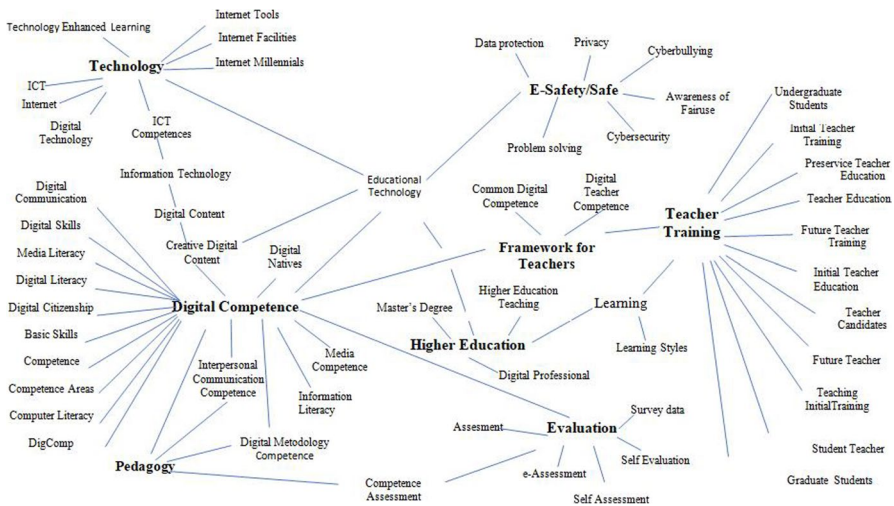 Technology Enhanced Learning
Internet Tools
Internet Facilities
Internet Millennials
Technology
ICT
Internet
Digital
Technology
ICT
Competences
Information Technology
Digital Content
Creative Digital
Content
Data protection
Privacy
Cyberbullying
E-Safety/Safe
Awareness of
Fairuse
Cybersecurity
Problem solving
Educational
Technology
Common Digital
Competence
Digital
Teacher
Competence
Framework for
Teachers
Undergraduate
Students
Initial Teacher
Training
Preservice Teacher
Education
Teacher Education
Teacher
Training
Future Teacher
Training
Initial Teacher
Education
Teacher
Candidates
Future Teacher
Teaching
InitialTraining
Student Teacher
Graduate Students
Learning
Learning Styles
Digital
Communication
Digital Skills
Media Literacy
Digital Literacy
Digital Citizenship
Basic Skills
Competence
Competence Areas
Computer Literacy
DigComp
Digital Competence
Digital
Natives
Media
Competence
Information
Literacy
Interpersonal
Communication
Competence
Digital Metodology
Competence
Pedagogy
Master's Degree
Higher Education
Teaching
Higher Education
Digital Professional
Evaluation
Survey data
Assesment
Self Evaluation
e-Assessment
Self Assessment
Competence
Assessment